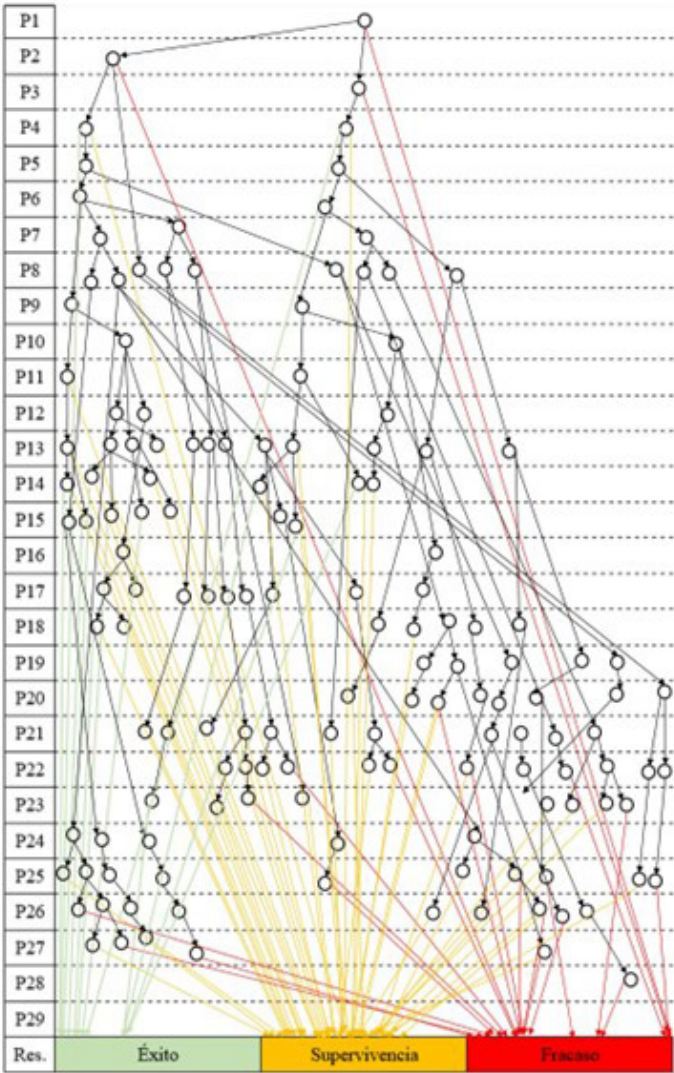 P1
P2
P3
P4
P5
P6
P7
P8
P9
P10
P11
P12
P13
P14
P15
P16
P17
P18
P19
P20
P21
P22
P23
P24
P25
P26
P27
P28
P29
Res. Éxito Supervivencia Fracaso